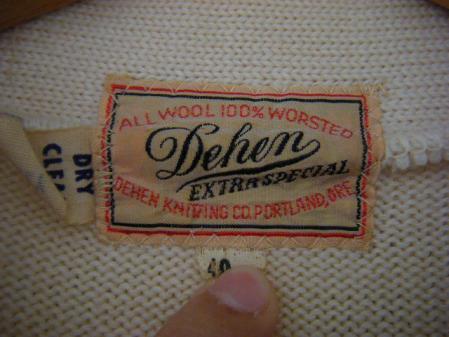 ALL WOOL 100% WORSTED
Dehen
EXTRA SPECIAL
DEHEN KNITTING CO. PORTLAND, ORE.
DRY
CLEA
40